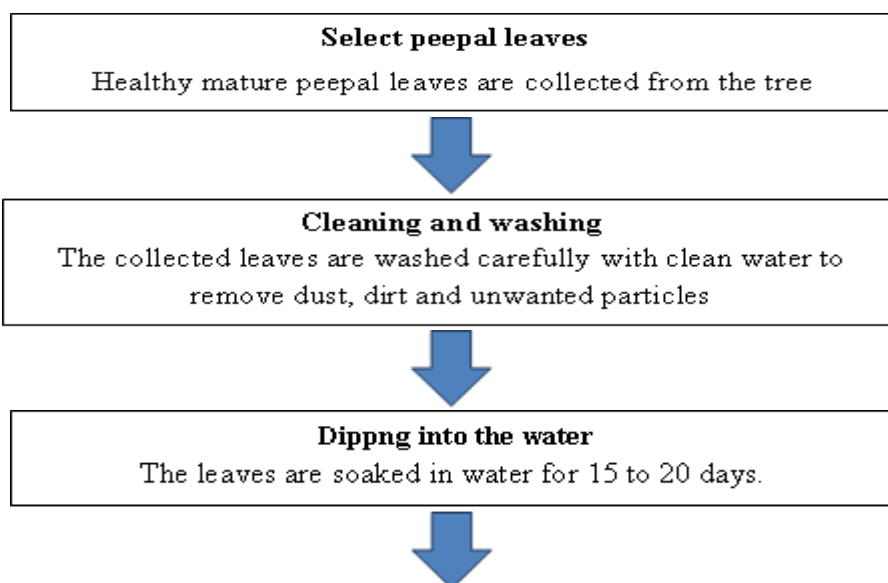 Select peepal leaves
Healthy mature peepal leaves are collected from the tree
Cleaning and washing
The collected leaves are washed carefully with clean water to
remove dust, dirt and unwanted particles
Dippng into the water
The leaves are soaked in water for 15 to 20 days.